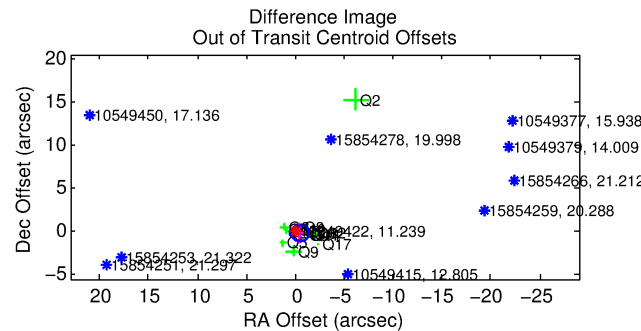 Difference Image
Out of Transit Centroid Offsets
Dec Offset (arcsec)
20
15
10
5
0
−5
Q2
10549450, 17.136
10549377, 15.938
15854278, 19.998
10549379, 14.009
15854266, 21.212
15854259, 20.288
422, 11.239
Q17
Q9
15854253, 21.322
15854251, 21.297
10549415, 12.805
20 15 10 5 0 −5 −10 −15 −20 −25
RA Offset (arcsec)